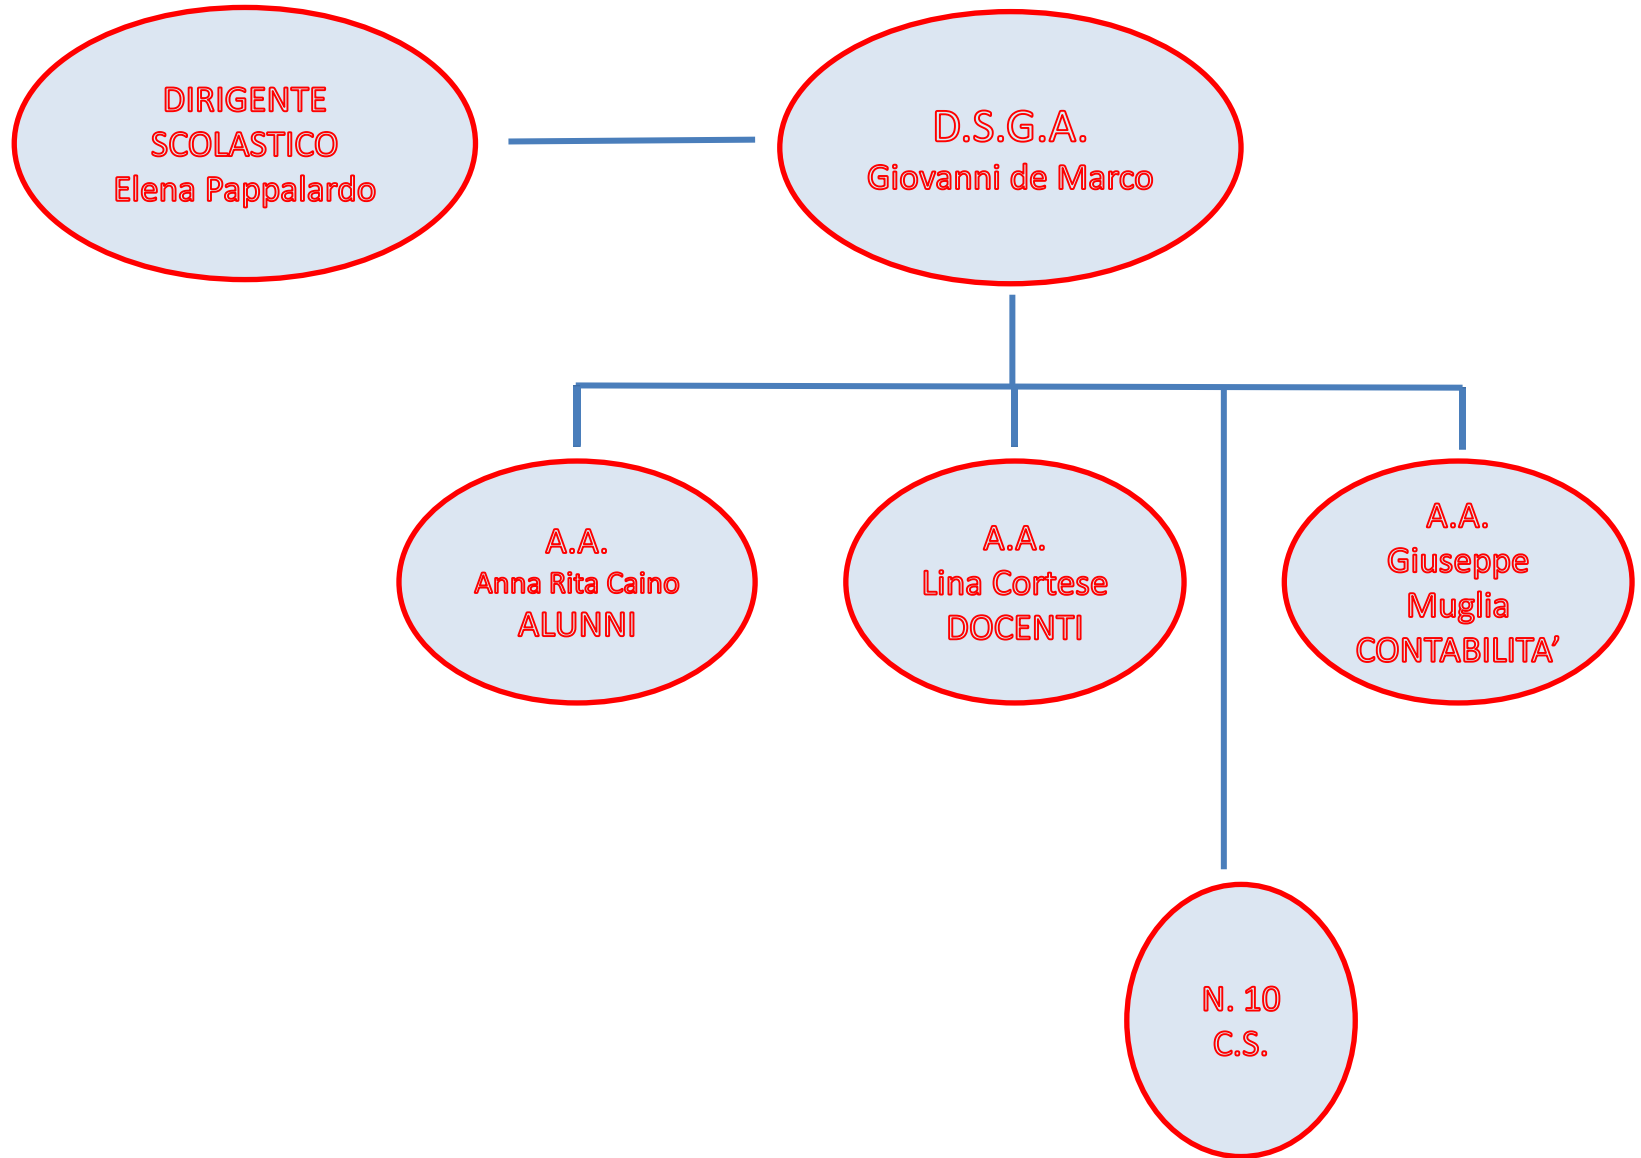 DIRIGENTE
SCOLASTICO
Elena Pappalardo
D.S.G.A.
Giovanni de Marco
A.A.
Anna Rita Caino
ALUNNI
A.A.
Lina Cortese
DOCENTI
A.A.
Giuseppe
Muglia
CONTABILITA’
N. 10
C.S.